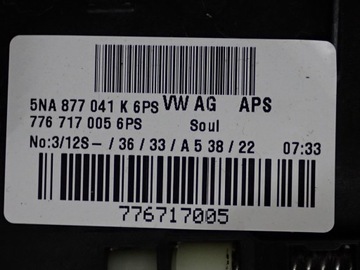 5NA 877 041 K 6PS VW AG APS
776 717 005 6PS Soul
No:3/12S- /36/33/A 5 38/22 07:33
776717005